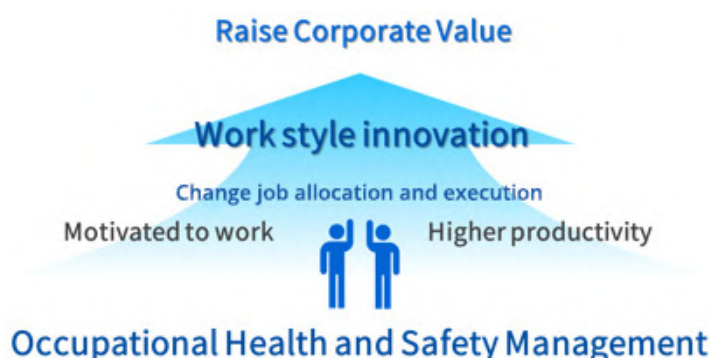 Raise Corporate Value
Work style innovation
Change job allocation and execution
Motivated to work
Higher productivity
Occupational Health and Safety Management